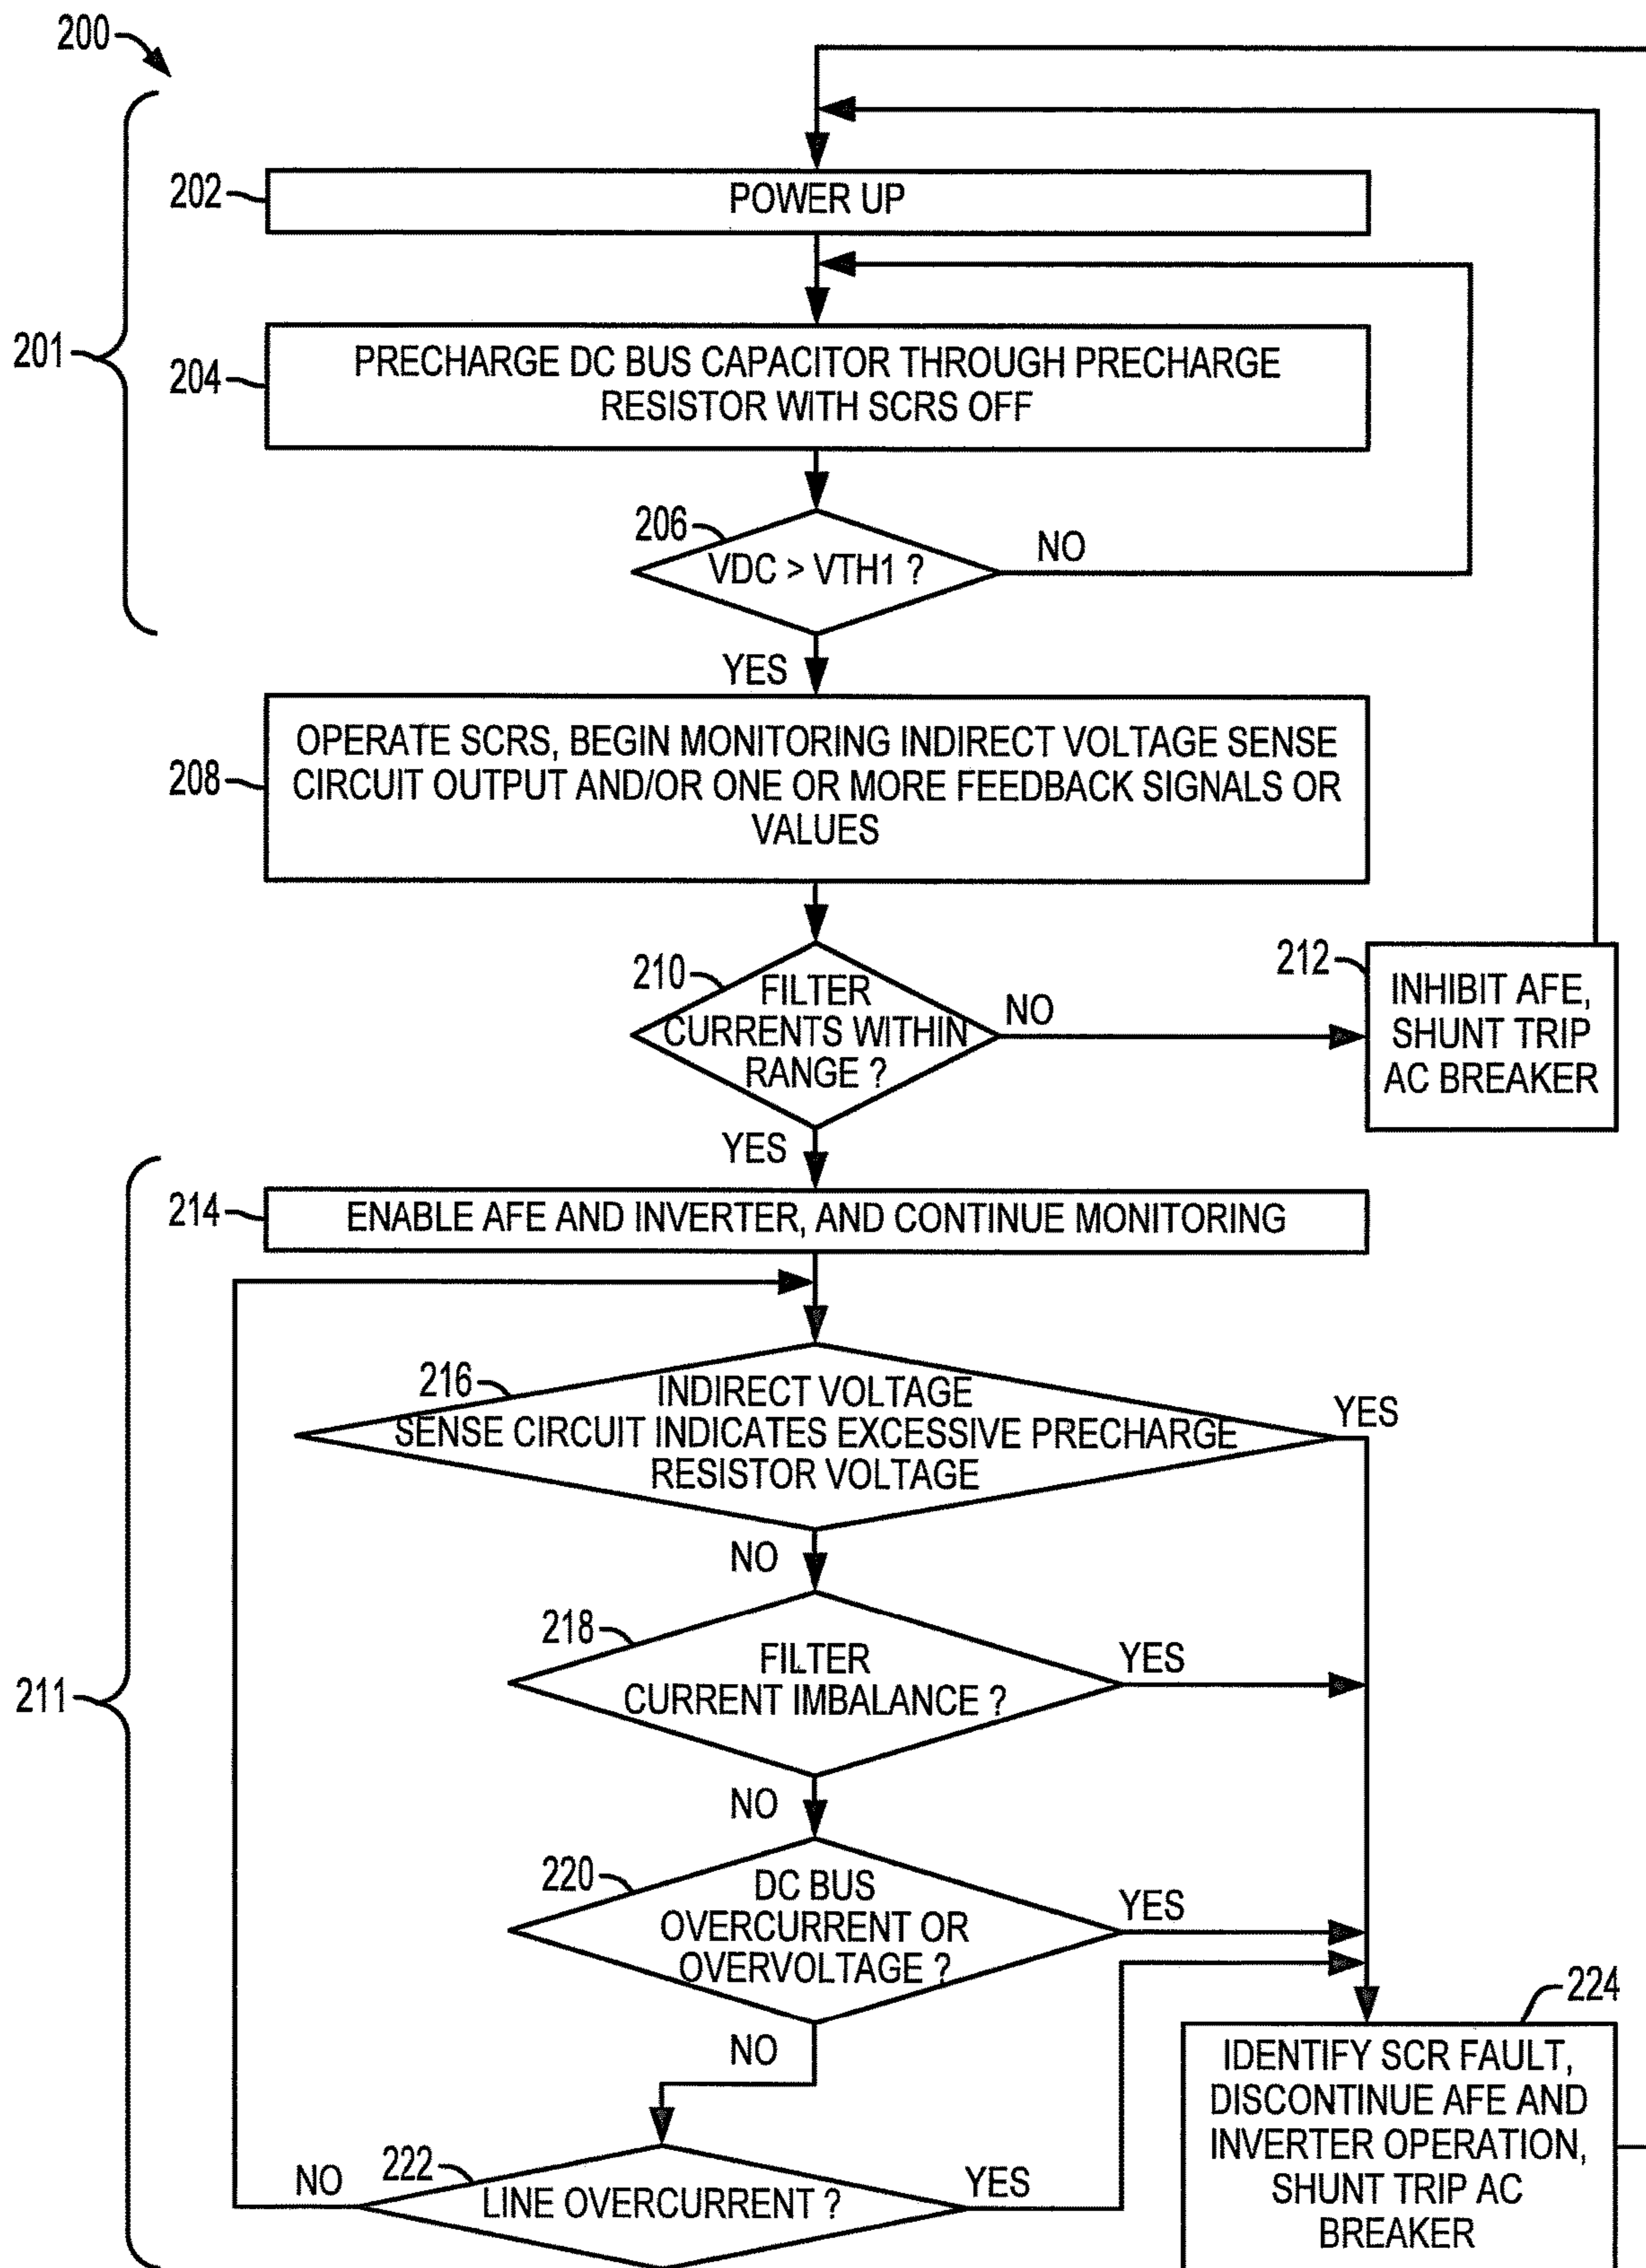 200
202
POWER UP
201
204
PRECHARGE DC BUS CAPACITOR THROUGH PRECHARGE
RESISTOR WITH SCRS OFF
206
VDC > VTH1 ?
NO
YES
208
OPERATE SCRS, BEGIN MONITORING INDIRECT VOLTAGE SENSE
CIRCUIT OUTPUT AND/OR ONE OR MORE FEEDBACK SIGNALS OR
VALUES
210
FILTER
CURRENTS WITHIN
RANGE ?
NO
212
INHIBIT AFE,
SHUNT TRIP
AC BREAKER
YES
211
214
ENABLE AFE AND INVERTER, AND CONTINUE MONITORING
216
INDIRECT VOLTAGE
SENSE CIRCUIT INDICATES EXCESSIVE PRECHARGE
RESISTOR VOLTAGE
YES
NO
218
FILTER
CURRENT IMBALANCE ?
YES
NO
220
DC BUS
OVERCURRENT OR
OVERVOLTAGE ?
YES
NO
222
LINE OVERCURRENT ?
NO
YES
224
IDENTIFY SCR FAULT,
DISCONTINUE AFE AND
INVERTER OPERATION,
SHUNT TRIP AC
BREAKER